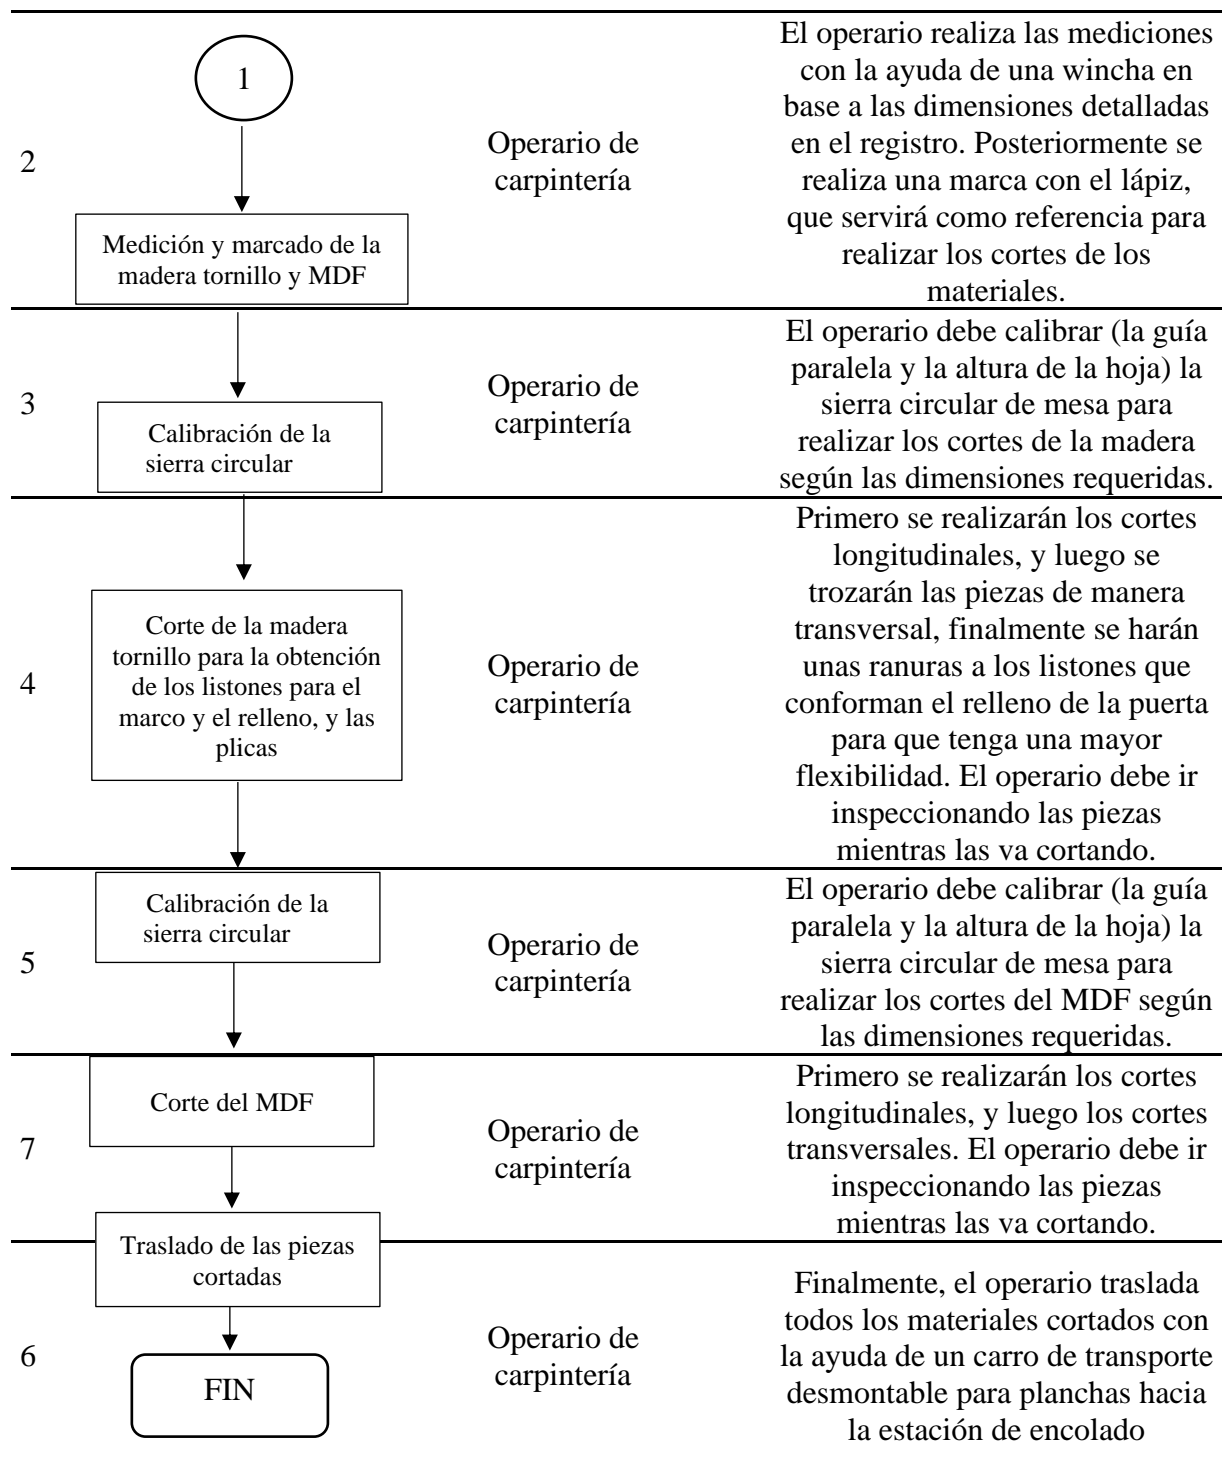 1
2
Medición y marcado de la
madera tornillo y MDF
Operario de
carpintería
El operario realiza las mediciones
con la ayuda de una wincha en
base a las dimensiones detalladas
en el registro. Posteriormente se
realiza una marca con el lápiz,
que servirá como referencia para
realizar los cortes de los
materiales.
3
Calibración de la
sierra circular
Operario de
carpintería
El operario debe calibrar (la guía
paralela y la altura de la hoja) la
sierra circular de mesa para
realizar los cortes de la madera
según las dimensiones requeridas.
4
Corte de la madera
tornillo para la obtención
de los listones para el
marco y el relleno, y las
plicas
Operario de
carpintería
Primero se realizarán los cortes
longitudinales, y luego se
trozarán las piezas de manera
transversal, finalmente se harán
unas ranuras a los listones que
conforman el relleno de la puerta
para que tenga una mayor
flexibilidad. El operario debe ir
inspeccionando las piezas
mientras las va cortando.
5
Calibración de la
sierra circular
Operario de
carpintería
El operario debe calibrar (la guía
paralela y la altura de la hoja) la
sierra circular de mesa para
realizar los cortes del MDF según
las dimensiones requeridas.
7
Corte del MDF
Operario de
carpintería
Primero se realizarán los cortes
longitudinales, y luego los cortes
transversales. El operario debe ir
inspeccionando las piezas
mientras las va cortando.
Traslado de las piezas
cortadas
6
FIN
Operario de
carpintería
Finalmente, el operario traslada
todos los materiales cortados con
la ayuda de un carro de transporte
desmontable para planchas hacia
la estación de encolado